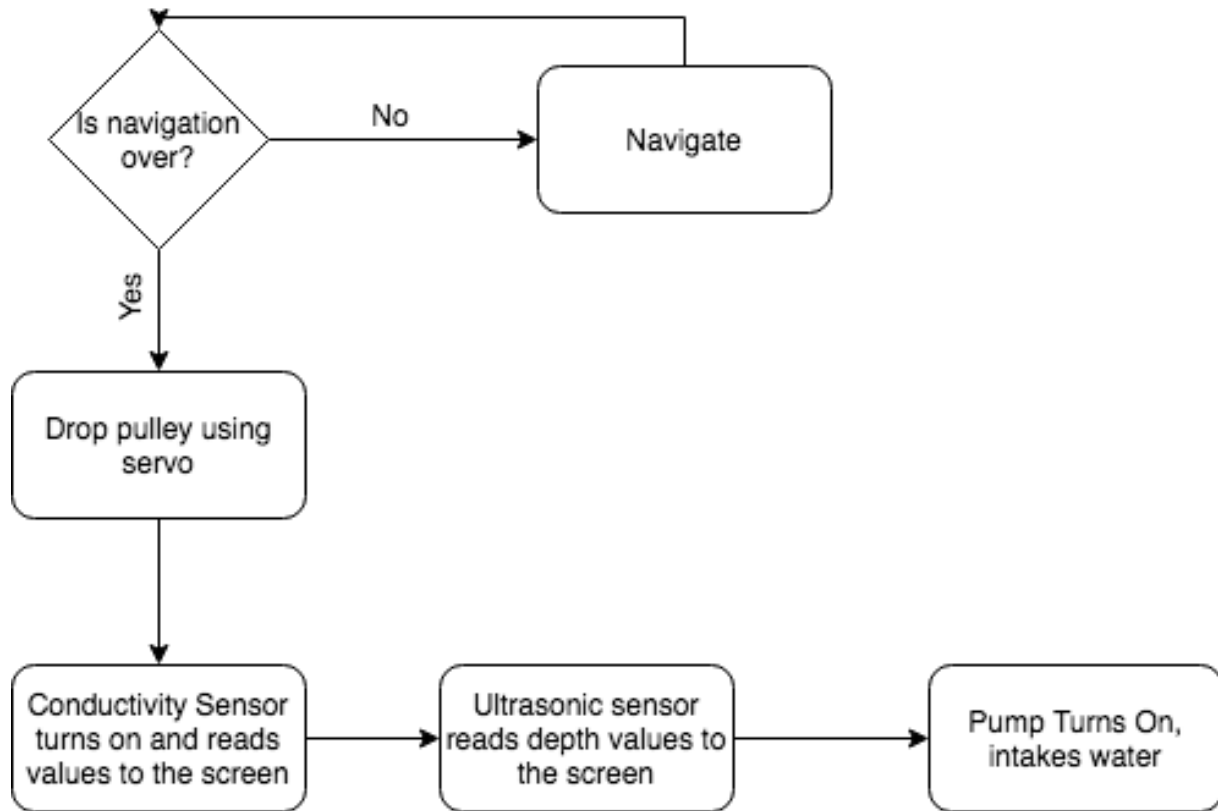 Is navigation
over?
No
Navigate
Yes
Drop pulley using
servo
Conductivity Sensor
turns on and reads
values to the screen
Ultrasonic sensor
reads depth values to
the screen
Pump Turns On,
intakes water